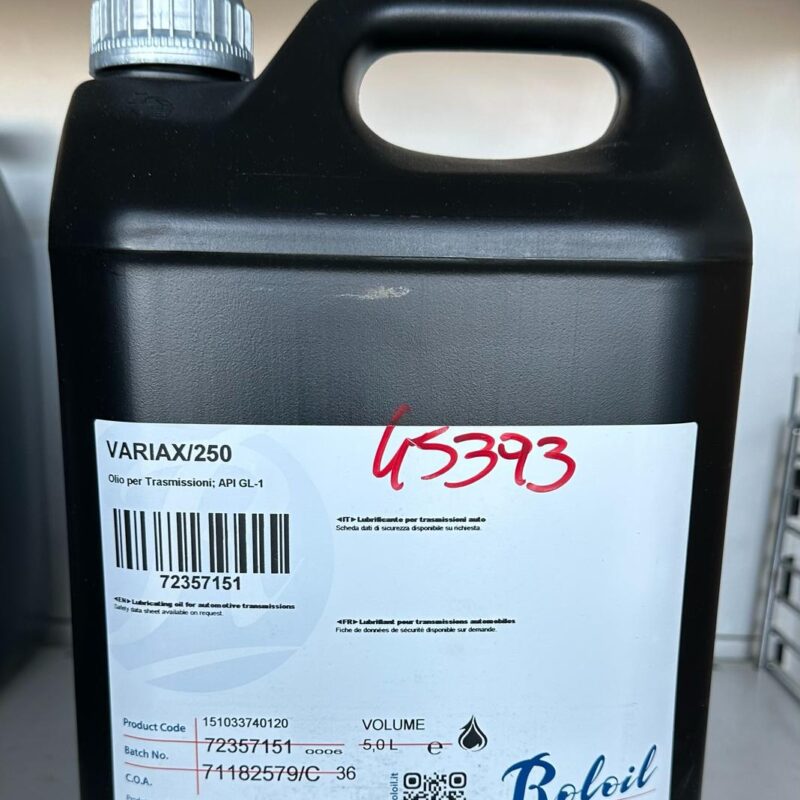 VARIAX/250
45393
Olio per Trasmissioni; API GL-1
◄IT► Lubrificante per trasmissioni auto
Scheda dati di sicurezza disponibile su richiesta.
72357151
◄EN► Lubricating oil for automotive transmissions
Safety data sheet available on request.
◄FR► Lubrifiant pour transmissions automobiles
Fiche de données de sécurité disponible sur demande.
Product Code 151033740120 VOLUME
Batch No. 72357151 0006 5,0 L e
C.O.A. 71182579/C 36
Boloil